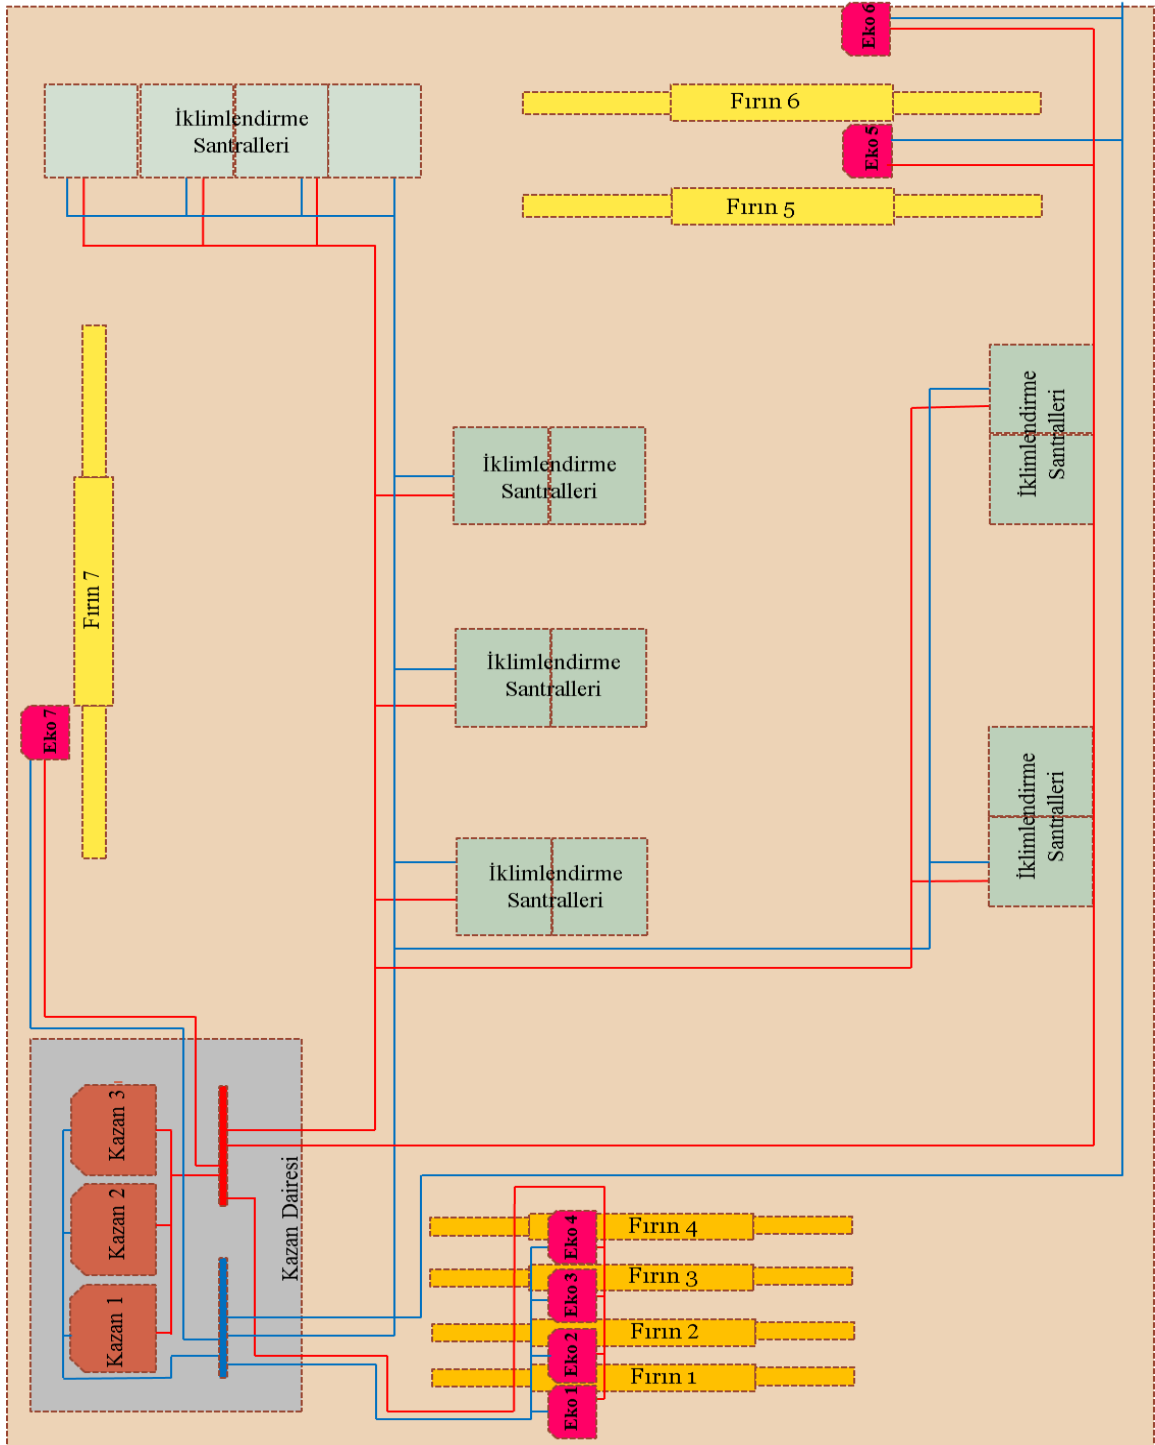 Eko 6
Fırın 6
İklimlendirme
Santralleri
Eko 5
Fırın 5
İklimlendirme
Santralleri
İklimlendirme
Santralleri
Fırın 7
İklimlendirme
Santralleri
Eko 7
İklimlendirme
Santralleri
İklimlendirme
Santralleri
Kazan 3
Kazan 2
Kazan 1
Kazan Dairesi
Eko 4
Fırın 4
Eko 3
Fırın 3
Eko 2
Fırın 2
Eko 1
Fırın 1